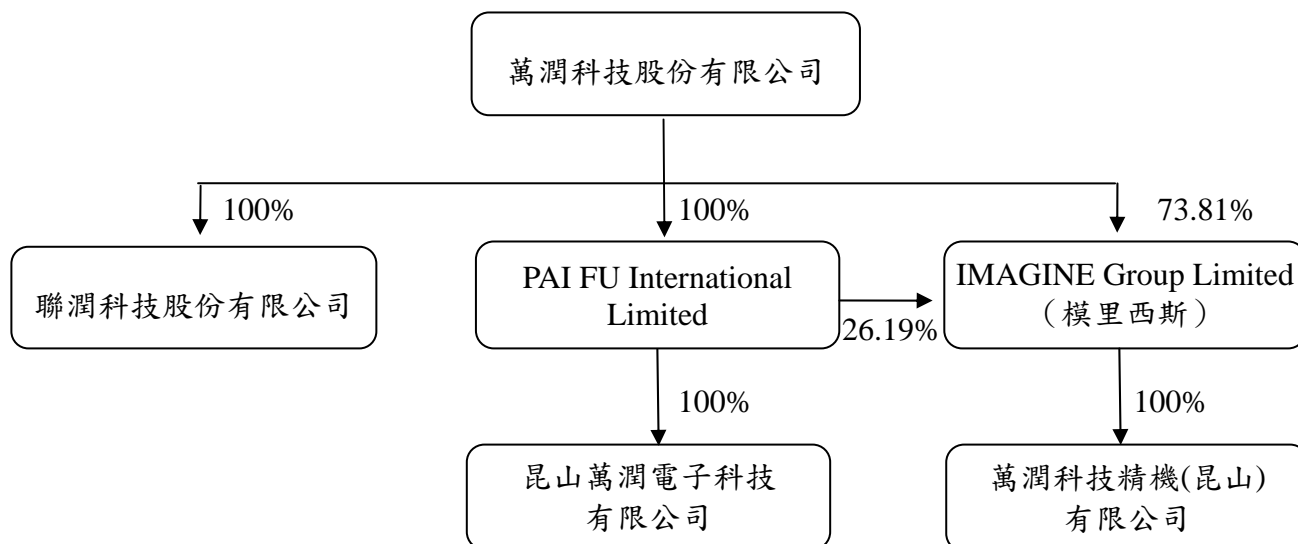 萬潤科技股份有限公司
100%
100%
73.81%
聯潤科技股份有限公司
PAI FU International
Limited
26.19%
IMAGINE Group Limited
（模里西斯）
100%
100%
昆山萬潤電子科技
有限公司
萬潤科技精機(昆山)
有限公司